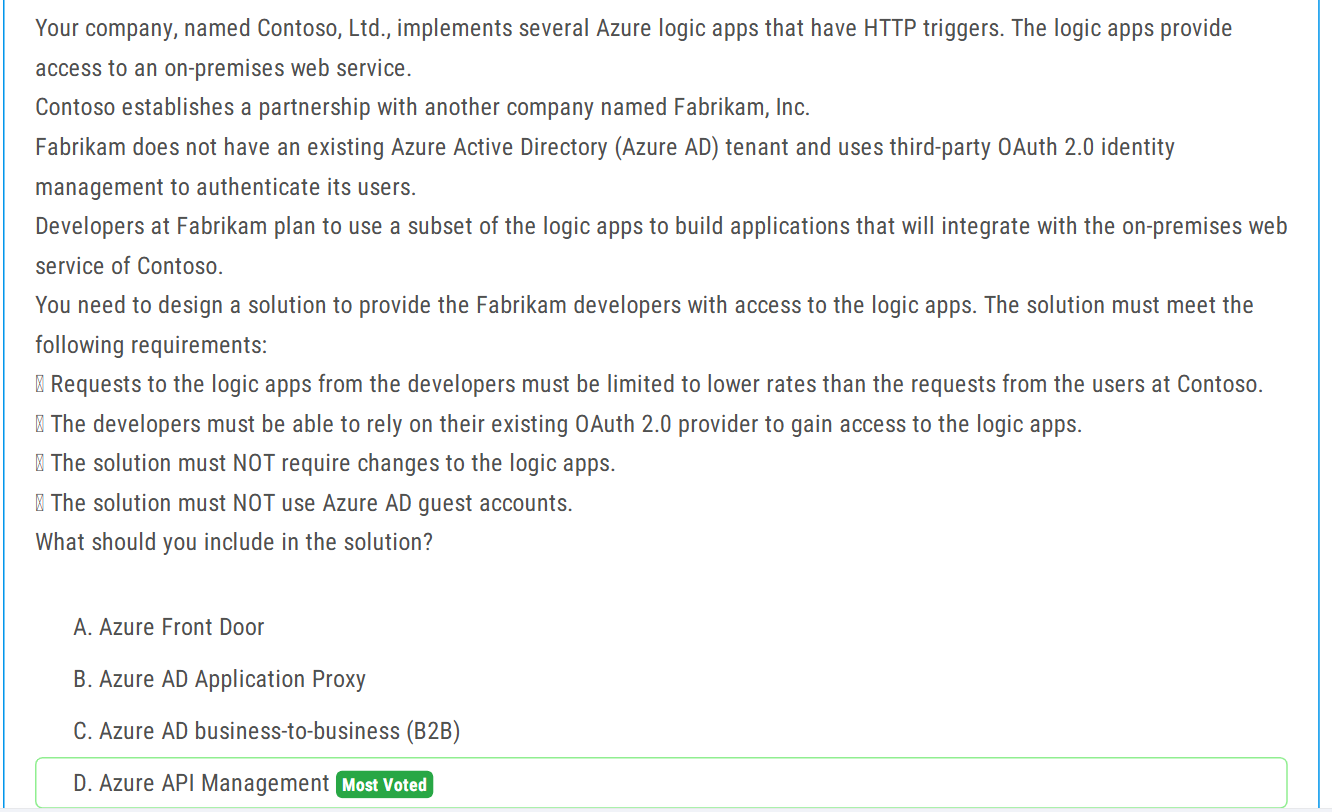 Your company, named Contoso, Ltd., implements several Azure logic apps that have HTTP triggers. The logic apps provide
access to an on-premises web service.
Contoso establishes a partnership with another company named Fabrikam, Inc.
Fabrikam does not have an existing Azure Active Directory (Azure AD) tenant and uses third-party OAuth 2.0 identity
management to authenticate its users.
Developers at Fabrikam plan to use a subset of the logic apps to build applications that will integrate with the on-premises web
service of Contoso.
You need to design a solution to provide the Fabrikam developers with access to the logic apps. The solution must meet the
following requirements:
Requests to the logic apps from the developers must be limited to lower rates than the requests from the users at Contoso.
The developers must be able to rely on their existing OAuth 2.0 provider to gain access to the logic apps.
The solution must NOT require changes to the logic apps.
The solution must NOT use Azure AD guest accounts.
What should you include in the solution?
A. Azure Front Door
B. Azure AD Application Proxy
C. Azure AD business-to-business (B2B)
D. Azure API Management Most Voted